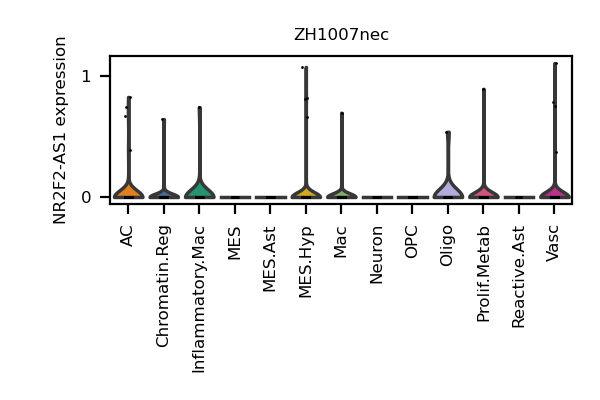 ZH1007nec
NR2F2-AS1 expression
1
0
AC
Chromatin.Reg
Inflammatory.Mac
MES
MES.Ast
MES.Hyp
Mac
Neuron
OPC
Oligo
Prolif.Metab
Reactive.Ast
Vasc